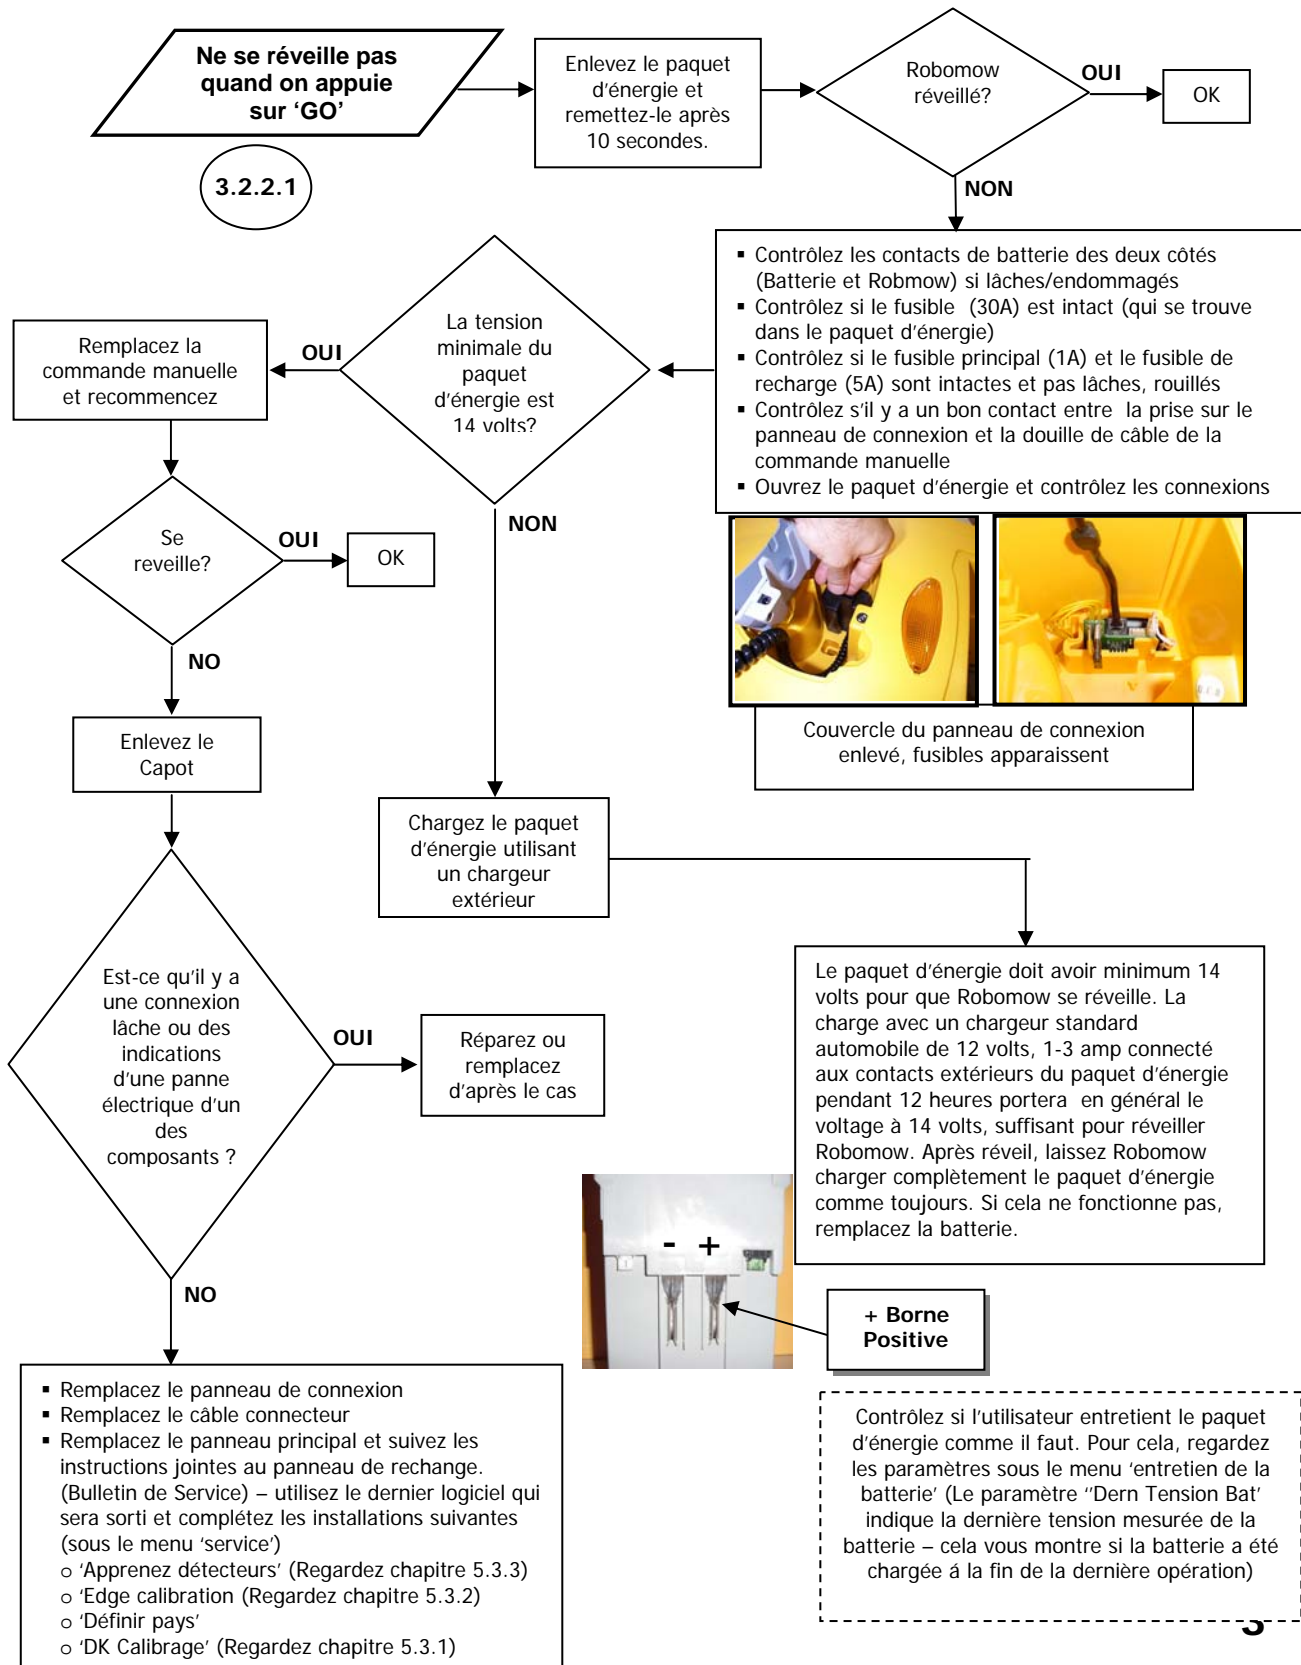 Ne se réveille pas
quand on appuie
sur ‘GO’
3.2.2.1
Enlevez le paquet
d’énergie et
remettez-le après
10 secondes.
Robomow
réveillé?
OUI
OK
NON
▪ Contrôlez les contacts de batterie des deux côtés
(Batterie et Robmow) si lâches/endommagés
▪ Contrôlez si le fusible  (30A) est intact (qui se trouve
dans le paquet d’énergie)
▪ Contrôlez si le fusible principal (1A) et le fusible de
recharge (5A) sont intactes et pas lâches, rouillés
▪ Contrôlez s’il y a un bon contact entre  la prise sur le
panneau de connexion et la douille de câble de la
commande manuelle
▪ Ouvrez le paquet d’énergie et contrôlez les connexions
La tension
minimale du
paquet
d’énergie est
14 volts?
OUI
Remplacez la
commande manuelle
et recommencez
NON
Se
reveille?
OUI
OK
NO
Couvercle du panneau de connexion
enlevé, fusibles apparaissent
Enlevez le
Capot
Chargez le paquet
d’énergie utilisant
un chargeur
extérieur
Est-ce qu’il y a
une connexion
lâche ou des
indications
d’une panne
électrique d’un
des
composants ?
OUI
Réparez ou
remplacez
d’après le cas
Le paquet d’énergie doit avoir minimum 14
volts pour que Robomow se réveille. La
charge avec un chargeur standard
automobile de 12 volts, 1-3 amp connecté
aux contacts extérieurs du paquet d’énergie
pendant 12 heures portera  en général le
voltage à 14 volts, suffisant pour réveiller
Robomow. Après réveil, laissez Robomow
charger complètement le paquet d’énergie
comme toujours. Si cela ne fonctionne pas,
remplacez la batterie.
- +
+ Borne
Positive
NO
▪ Remplacez le panneau de connexion
▪ Remplacez le câble connecteur
▪ Remplacez le panneau principal et suivez les
instructions jointes au panneau de rechange.
(Bulletin de Service) – utilisez le dernier logiciel qui
sera sorti et complétez les installations suivantes
(sous le menu ‘service’)
o ‘Apprenez détecteurs’ (Regardez chapitre 5.3.3)
o ‘Edge calibration (Regardez chapitre 5.3.2)
o ‘Définir pays’
o ‘DK Calibrage’ (Regardez chapitre 5.3.1)
Contrôlez si l’utilisateur entretient le paquet
d’énergie comme il faut. Pour cela, regardez
les paramètres sous le menu ‘entretien de la
batterie’ (Le paramètre ‘‘Dern Tension Bat’
indique la dernière tension mesurée de la
batterie – cela vous montre si la batterie a été
chargée á la fin de la dernière opération)
3